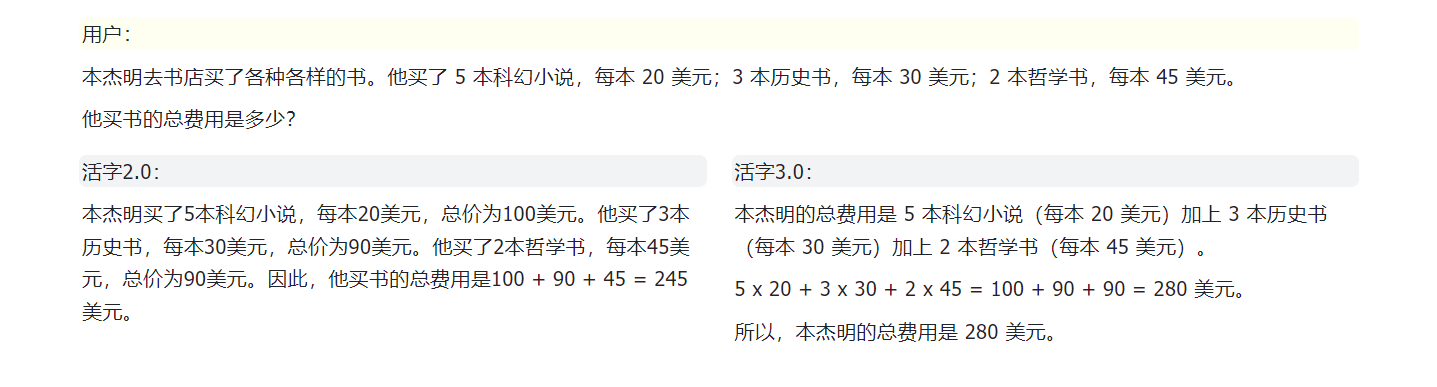 用户：
本杰明去书店买了各种各样的书。他买了 5 本科幻小说，每本 20 美元；3 本历史书，每本 30 美元；2 本哲学书，每本 45 美元。
他买书的总费用是多少？
活字2.0：
本杰明买了5本科幻小说，每本20美元，总价为100美元。他买了3本
历史书，每本30美元，总价为90美元。他买了2本哲学书，每本45美
元，总价为90美元。因此，他买书的总费用是100 + 90 + 45 = 245
美元。
活字3.0：
本杰明的总费用是 5 本科幻小说（每本 20 美元）加上 3 本历史书
（每本 30 美元）加上 2 本哲学书（每本 45 美元）。
5 x 20 + 3 x 30 + 2 x 45 = 100 + 90 + 90 = 280 美元。
所以，本杰明的总费用是 280 美元。